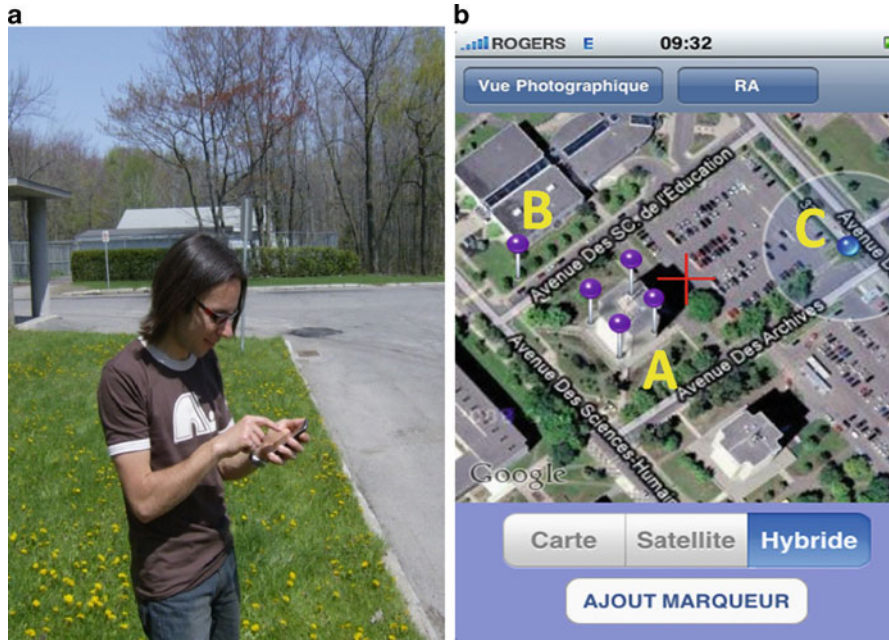 a
b
ROGERS E 09:32
Vue Photographique
RA
B
Avenue Des SC. de l'Éducation
C
Avenue
A
Avenue Des Archives
Avenue Des Sciences-Humai
Google
Carte
Satellite
Hybride
AJOUT MARQUEUR